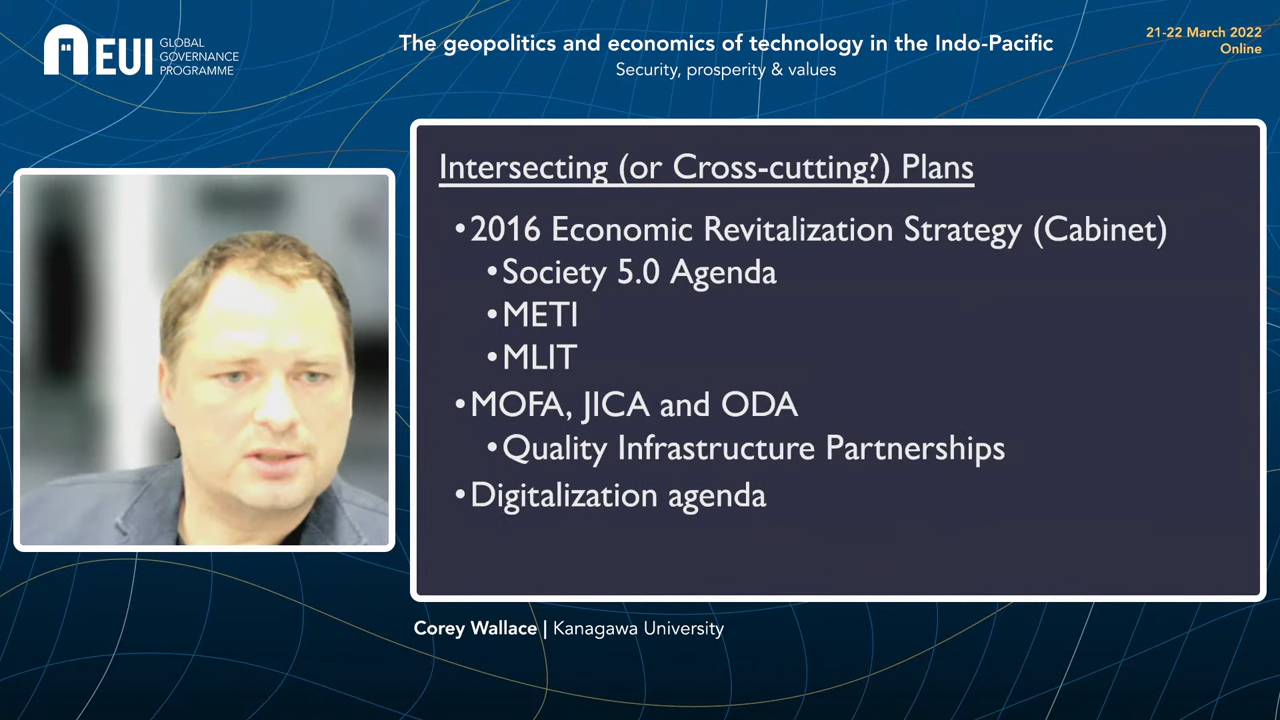 EUI
GLOBAL
GOVERNANCE
PROGRAMME
The geopolitics and economics of technology in the Indo-Pacific
Security, prosperity & values
21-22 March 2022
Online
Intersecting (or Cross-cutting?) Plans
•2016 Economic Revitalization Strategy (Cabinet)
•Society 5.0 Agenda
•METI
•MLIT
•MOFA, JICA and ODA
•Quality Infrastructure Partnerships
•Digitalization agenda
Corey Wallace | Kanagawa University